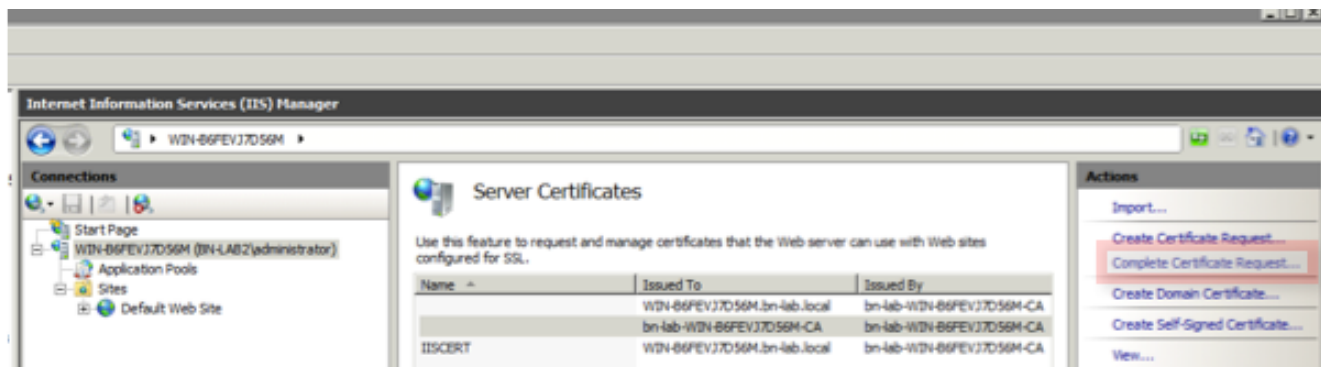 Internet Information Services (IIS) Manager
WIN-B6FEVJ7D56M
Connections
Start Page
WIN-B6FEVJ7D56M (BN-LAB2\administrator)
Application Pools
Sites
Default Web Site
Server Certificates
Use this feature to request and manage certificates that the Web server can use with Web sites
configured for SSL.
Name Issued To Issued By
WIN-B6FEVJ7D56M.bn-lab.local bn-lab-WIN-B6FEVJ7D56M-CA
bn-lab-WIN-B6FEVJ7D56M-CA bn-lab-WIN-B6FEVJ7D56M-CA
IISCERT WIN-B6FEVJ7D56M.bn-lab.local bn-lab-WIN-B6FEVJ7D56M-CA
Actions
Import...
Create Certificate Request...
Complete Certificate Request...
Create Domain Certificate...
Create Self-Signed Certificate...
View...